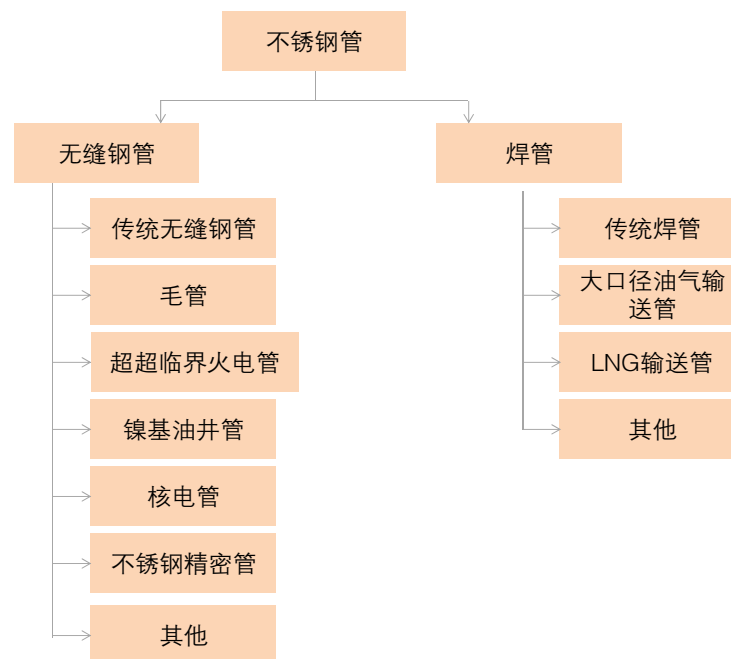 不锈钢管
无缝钢管
传统无缝钢管
毛管
超超临界火电管
镍基油井管
核电管
不锈钢精密管
其他
焊管
传统焊管
大口径油气输
送管
LNG输送管
其他